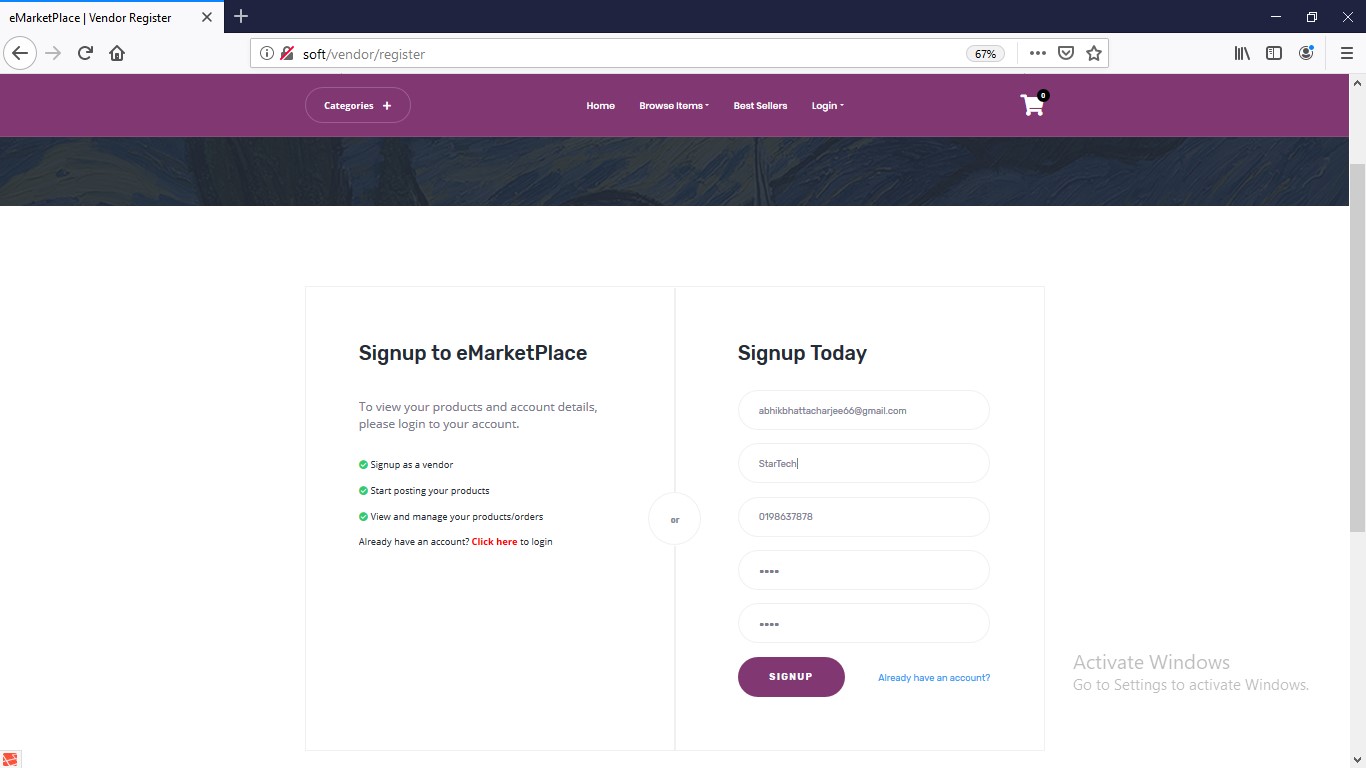 eMarketPlace | Vendor Register
soft/vendor/register
67%
Categories +
Home
Browse Items
Best Sellers
Login
0
Signup to eMarketPlace
To view your products and account details,
please login to your account.
Signup as a vendor
Start posting your products
View and manage your products/orders
Already have an account? Click here to login
or
Signup Today
abhikbhattacharjee66@gmail.com
StarTech
0198637878
••••
••••
SIGNUP
Already have an account?
Activate Windows
Go to Settings to activate Windows.